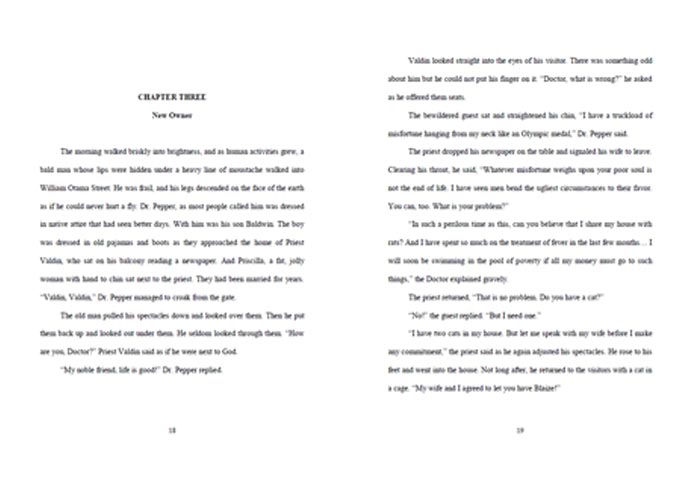 CHAPTER THREE
New Owner
The morning walked briskly into brightness, and as human activities grew, a
bald man whose lips were hidden under a heavy line of moustache walked into
William Otama Street. He was frail, and his legs descended on the face of the earth
as if he could never hurt a fly. Dr. Pepper, as most people called him was dressed
in native attire that had seen better days. With him was his son Baldwin. The boy
was dressed in old pajamas and boots as they approached the home of Priest
Valdin, who sat on his balcony reading a newspaper. And Priscilla, a fat, jolly
woman with hand to chin sat next to the priest. They had been married for years.
“Valdin, Valdin,” Dr. Pepper managed to croak from the gate.
The old man pulled his spectacles down and looked over them. Then he put
them back up and looked out under them. He seldom looked through them. “How
are you, Doctor?” Priest Valdin said as if he were next to God.
“My noble friend, life is good!” Dr. Pepper replied.
18
Valdin looked straight into the eyes of his visitor. There was something odd
about him but he could not put his finger on it. “Doctor, what is wrong?” he asked
as he offered them seats.
The bewildered guest sat and straightened his chin, “I have a truckload of
misfortune hanging from my neck like an Olympic medal,” Dr. Pepper said.
The priest dropped his newspaper on the table and signaled his wife to leave.
Clearing his throat, he said, “Whatever misfortune weighs upon your poor soul is
not the end of life. I have seen men bend the ugliest circumstances to their favor.
You can, too. What is your problem?”
“In such a perilous time as this, can you believe that I share my house with
rats? And I have spent so much on the treatment of fever in the last few months… I
will soon be swimming in the pool of poverty if all my money must go to such
things,” the Doctor explained gravely.
The priest returned, “That is no problem. Do you have a cat?”
“No!” the guest replied. “But I need one.”
“I have two cats in my house. But let me speak with my wife before I make
any commitment,” the priest said as he again adjusted his spectacles. He rose to his
feet and went into the house. Not long after, he returned to the visitors with a cat in
a cage. “My wife and I agreed to let you have Blaize!”
19